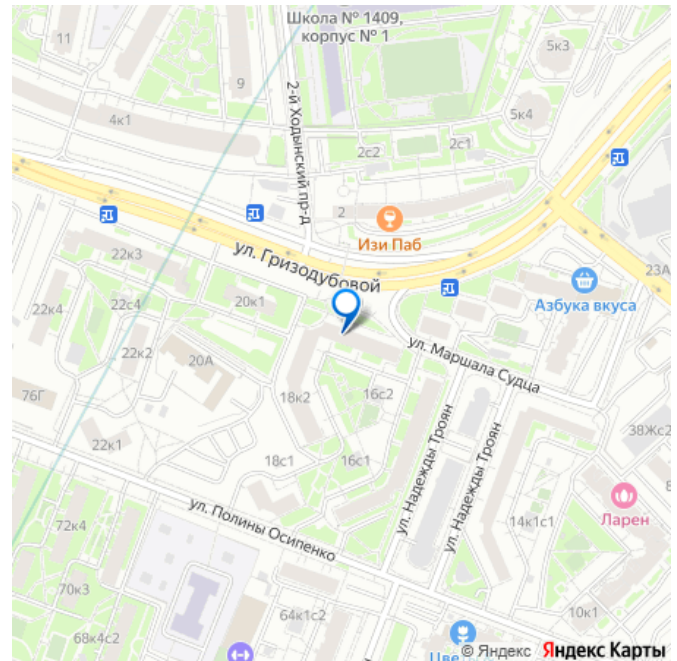 Школа № 1409,
корпус № 1
11
9
5к3
4к1
2-й Ходынский пр-д
5к4
2с2
2с1
2
Изи Паб
ул. Гризодубовой
22к3
23А
22к4
22с4
20к1
Азбука вкуса
ул. Маршала Судца
22к2
20А
76Г
18к2
16с2
38Жс2
22к1
18с1
16с1
ул. Надежды Троян
ул. Надежды Троян
Ларен
ул. Полины Осипенко
14к1с1
72к4
70к3
64к1с2
10к1
68к4с2
© Яндекс Яндекс Карты